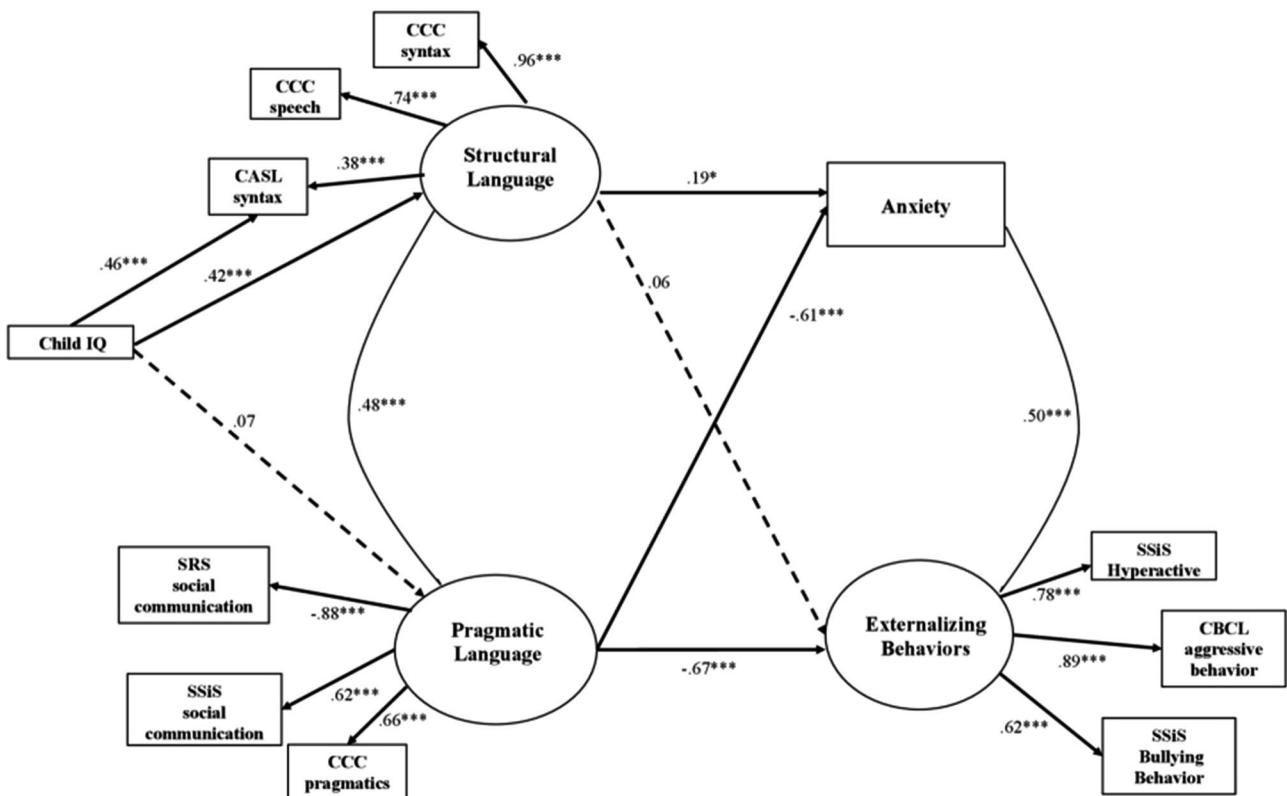 CCC
syntax
.96***
CCC
speech
.74***
Structural
Language
CASL
syntax
.38***
.19*
Anxiety
.46***
.42***
.06
-.61***
Child IQ
.07
.48***
.50***
SRS
social
communication
-.88***
Pragmatic
Language
Externalizing
Behaviors
SSiS
Hyperactive
.78***
CBCL
aggressive
behavior
.89***
-.67***
SSiS
social
communication
.62***
.66***
CCC
pragmatics
.62***
SSiS
Bullying
Behavior